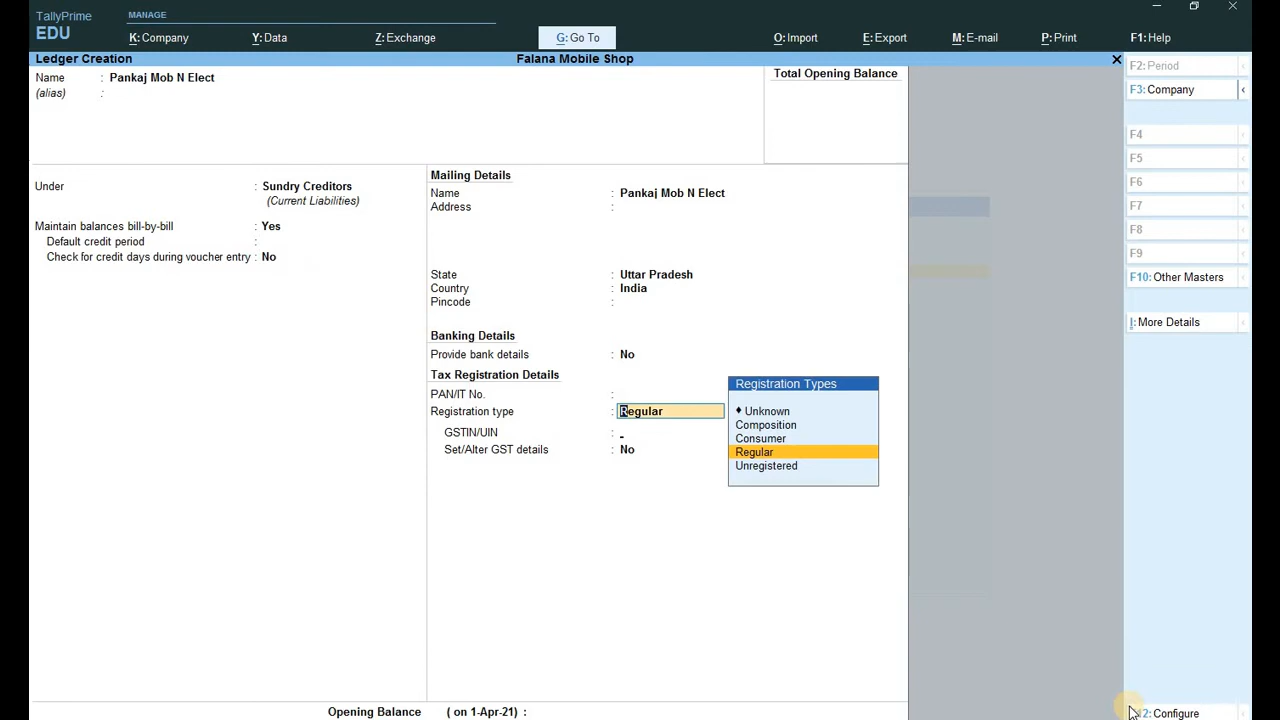 TallyPrime
EDU
MANAGE
K: Company
Y: Data
Z: Exchange
G: Go To
O: Import
E: Export
M: E-mail
P: Print
F1: Help
Ledger Creation
Falana Mobile Shop
Name : Pankaj Mob N Elect
(alias) :
Total Opening Balance
Under : Sundry Creditors
(Current Liabilities)
Maintain balances bill-by-bill : Yes
Default credit period :
Check for credit days during voucher entry : No
Mailing Details
Name : Pankaj Mob N Elect
Address :
State : Uttar Pradesh
Country : India
Pincode :
Banking Details
Provide bank details : No
Tax Registration Details
PAN/IT No. :
Registration type : Regular
GSTIN/UIN :
Set/Alter GST details : No
Registration Types
♦ Unknown
Composition
Consumer
Regular
Unregistered
Opening Balance ( on 1-Apr-21) :
F2: Period
F3: Company
F4
F5
F6
F7
F8
F9
F10: Other Masters
I: More Details
12: Configure